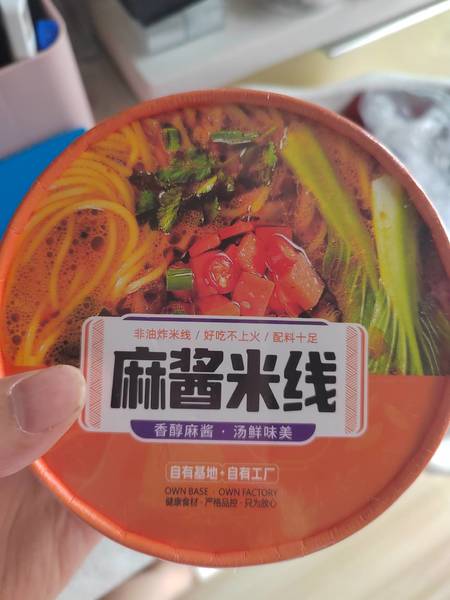 非油炸米线 / 好吃不上火 / 配料十足
麻酱米线
香醇麻酱 · 汤鲜味美
自有基地 · 自有工厂
OWN BASE · OWN FACTORY
健康食材 · 严格品控 · 只为放心